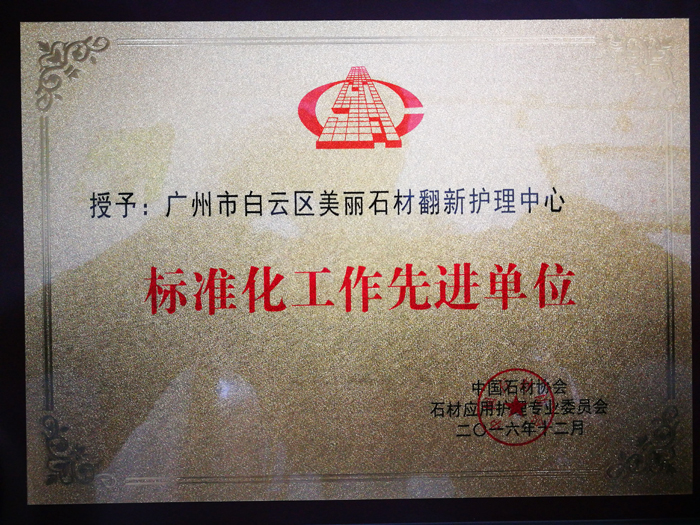 授予：广州市白云区美丽石材翻新护理中心
标准化工作先进单位
中国石材协会
石材应用护理专业委员会
二〇一六年十二月